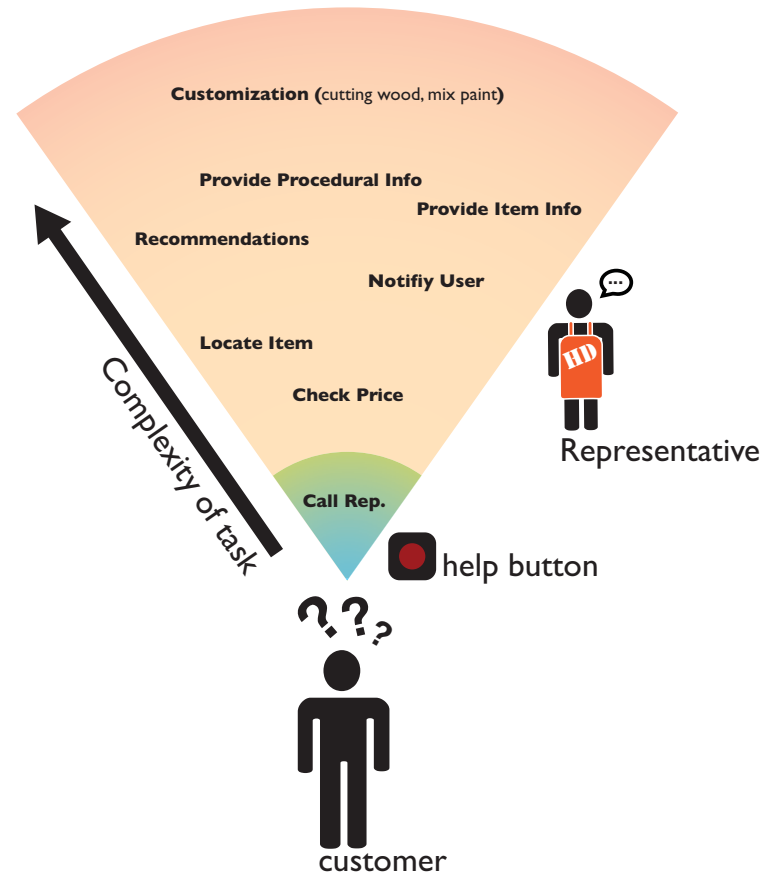 Customization (cutting wood, mix paint)
Provide Procedural Info
Provide Item Info
Recommendations
Notifiy User
Locate Item
Check Price
Complexity of task
HD
Representative
Call Rep.
help button
? ? ?
customer